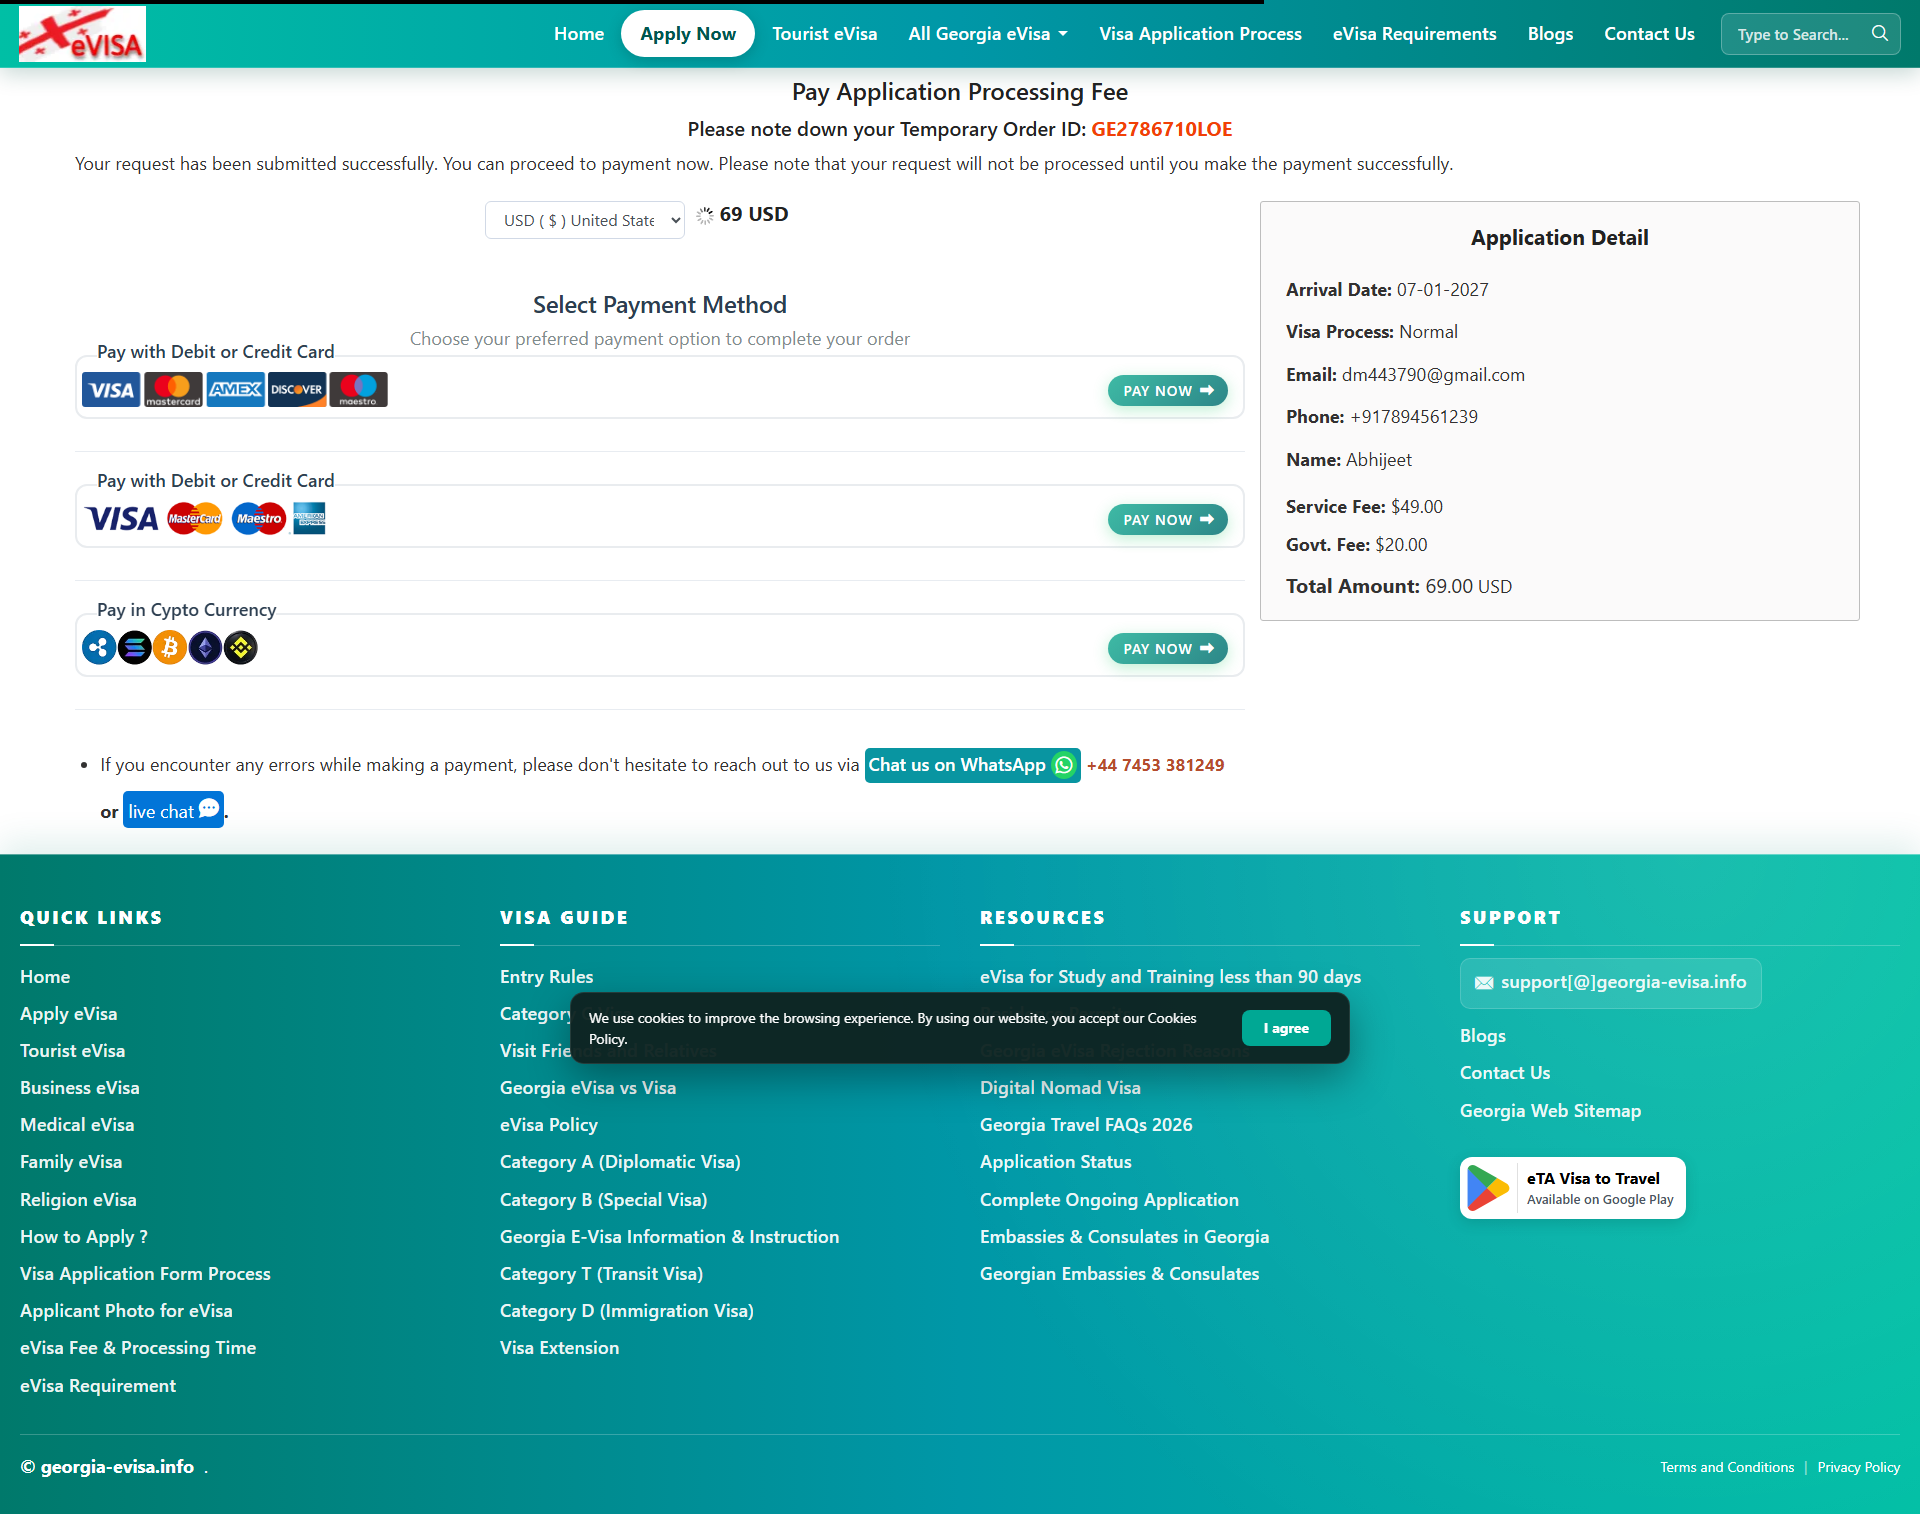 eVISA
Home
Apply Now
Tourist eVisa
All Georgia eVisa
Visa Application Process
eVisa Requirements
Blogs
Contact Us
Type to Search...
Pay Application Processing Fee
Please note down your Temporary Order ID: GE2786710LOE
Your request has been submitted successfully. You can proceed to payment now. Please note that your request will not be processed until you make the payment successfully.
USD ( $ ) United State
69 USD
Select Payment Method
Choose your preferred payment option to complete your order
Pay with Debit or Credit Card
VISA mastercard AMEX DISCOVER maestro
PAY NOW
Pay with Debit or Credit Card
VISA MasterCard Maestro AMERICAN EXPRESS
PAY NOW
Pay in Cypto Currency
PAY NOW
If you encounter any errors while making a payment, please don't hesitate to reach out to us via Chat us on WhatsApp +44 7453 381249
or live chat .
Application Detail
Arrival Date: 07-01-2027
Visa Process: Normal
Email: dm443790@gmail.com
Phone: +917894561239
Name: Abhijeet
Service Fee: $49.00
Govt. Fee: $20.00
Total Amount: 69.00 USD
QUICK LINKS
Home
Apply eVisa
Tourist eVisa
Business eVisa
Medical eVisa
Family eVisa
Religion eVisa
How to Apply ?
Visa Application Form Process
Applicant Photo for eVisa
eVisa Fee & Processing Time
eVisa Requirement
VISA GUIDE
Entry Rules
Category
Visit Friends and Relatives
Georgia eVisa vs Visa
eVisa Policy
Category A (Diplomatic Visa)
Category B (Special Visa)
Georgia E-Visa Information & Instruction
Category T (Transit Visa)
Category D (Immigration Visa)
Visa Extension
RESOURCES
eVisa for Study and Training less than 90 days
Georgia eVisa Rejection Reasons
Digital Nomad Visa
Georgia Travel FAQs 2026
Application Status
Complete Ongoing Application
Embassies & Consulates in Georgia
Georgian Embassies & Consulates
SUPPORT
support[@]georgia-evisa.info
Blogs
Contact Us
Georgia Web Sitemap
eTA Visa to Travel
Available on Google Play
We use cookies to improve the browsing experience. By using our website, you accept our Cookies
Policy.
I agree
© georgia-evisa.info .
Terms and Conditions | Privacy Policy